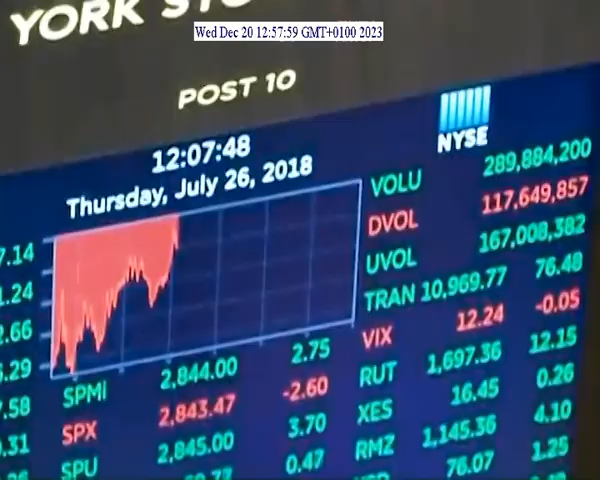 YORK STO
Wed Dec 20 12:57:59 GMT+0100 2023
POST 10
NYSE
12:07:48
Thursday, July 26, 2018
VOLU 289,884,200
DVOL 117,649,857
UVOL 167,008,382
TRAN 10,969.77 76.48
VIX 12.24 -0.05
RUT 1,697.36 12.15
XES 16.45 0.26
RMZ 1,145.36 4.10
76.07 1.25
7.14
1.24
2.66
5.29
7.58
0.31
SPMI 2,844.00 2.75
SPX 2,843.47 -2.60
SPU 2,845.00 3.70
0.47